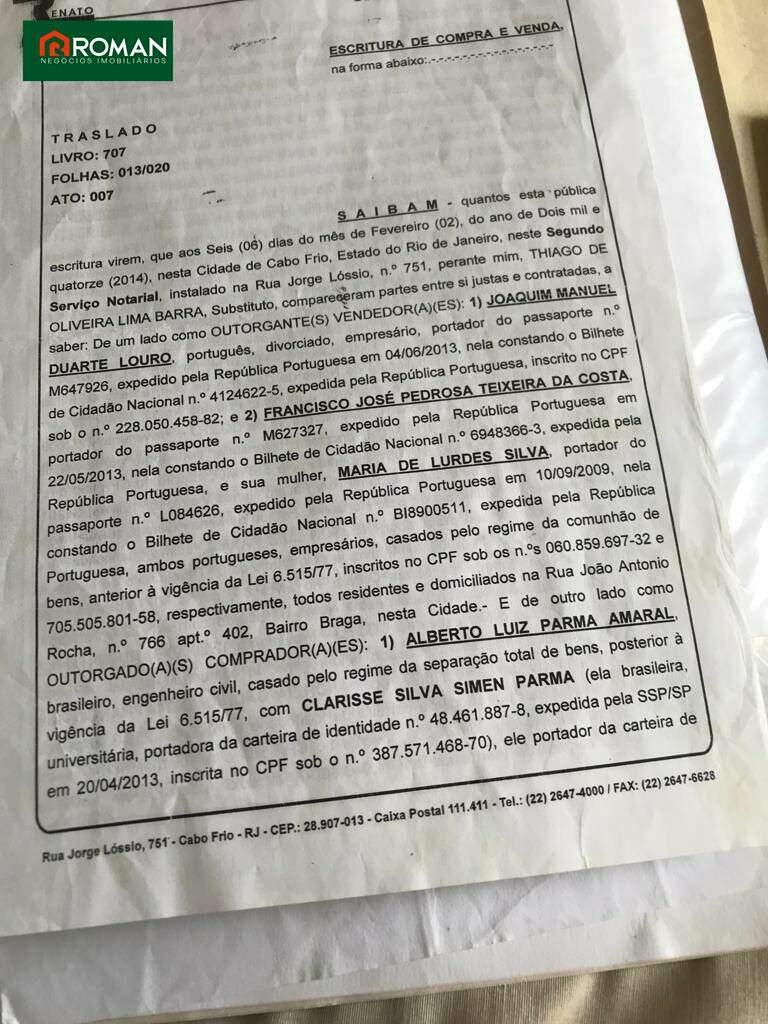 ENATO
ROMAN
NEGÓCIOS IMOBILIÁRIOS
ESCRITURA DE COMPRA E VENDA,
na forma abaixo:.-.-.-.-.-.-.-.-.-.-.-.-.-.-.-.-.-.
TRASLADO
LIVRO: 707
FOLHAS: 013/020
ATO: 007
SAIBAM - quantos esta pública
escritura virem, que aos Seis (06) dias do mês de Fevereiro (02), do ano de Dois mil e
quatorze (2014), nesta Cidade de Cabo Frio, Estado do Rio de Janeiro, neste Segundo
Serviço Notarial, instalado na Rua Jorge Lóssio, n.º 751, perante mim, THIAGO DE
OLIVEIRA LIMA BARRA, Substituto, compareceram partes entre si justas e contratadas, a
saber: De um lado como OUTORGANTE(S) VENDEDOR(A)(ES): 1) JOAQUIM MANUEL
DUARTE LOURO, português, divorciado, empresário, portador do passaporte n.º
M647926, expedido pela República Portuguesa em 04/06/2013, nela constando o Bilhete
de Cidadão Nacional n.º 4124622-5, expedida pela República Portuguesa, inscrito no CPF
sob o n.º 228.050.458-82; e 2) FRANCISCO JOSÉ PEDROSA TEIXEIRA DA COSTA,
portador do passaporte n.º M627327, expedido pela República Portuguesa em
22/05/2013, nela constando o Bilhete de Cidadão Nacional n.º 6948366-3, expedida pela
República Portuguesa, e sua mulher, MARIA DE LURDES SILVA, portador do
passaporte n.º L084626, expedido pela República Portuguesa em 10/09/2009, nela
constando o Bilhete de Cidadão Nacional n.º BI8900511, expedida pela República
Portuguesa, ambos portugueses, empresários, casados pelo regime da comunhão de
bens, anterior à vigência da Lei 6.515/77, inscritos no CPF sob os n.ºs 060.859.697-32 e
705.505.801-58, respectivamente, todos residentes e domiciliados na Rua João Antonio
Rocha, n.º 766 apt.º 402, Bairro Braga, nesta Cidade.- E de outro lado como
OUTORGADO(A)(S) COMPRADOR(A)(ES): 1) ALBERTO LUIZ PARMA AMARAL,
brasileiro, engenheiro civil, casado pelo regime da separação total de bens, posterior à
vigência da Lei 6.515/77, com CLARISSE SILVA SIMEN PARMA (ela brasileira,
universitária, portadora da carteira de identidade n.º 48.461.887-8, expedida pela SSP/SP
em 20/04/2013, inscrita no CPF sob o n.º 387.571.468-70), ele portador da carteira de
Rua Jorge Lóssio, 751 - Cabo Frio - RJ - CEP.: 28.907-013 - Caixa Postal 111.411 - Tel.: (22) 2647-4000 / FAX: (22) 2647-6628